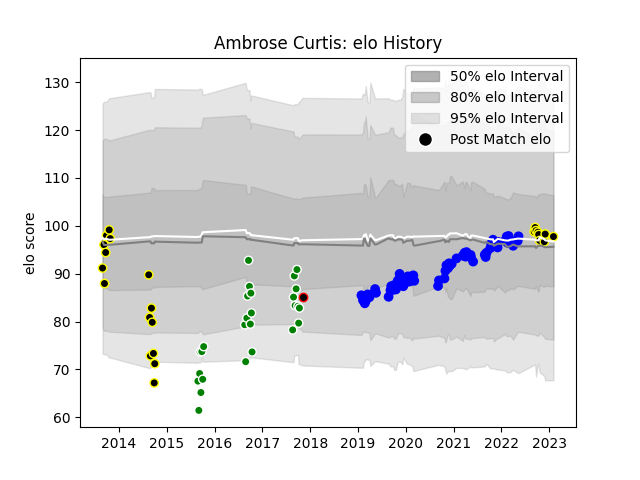 Ambrose Curtis: elo History
50% elo Interval
80% elo Interval
95% elo Interval
Post Match elo
elo score
130
120
110
100
90
80
70
60
2014 2015 2016 2017 2018 2019 2020 2021 2022 2023